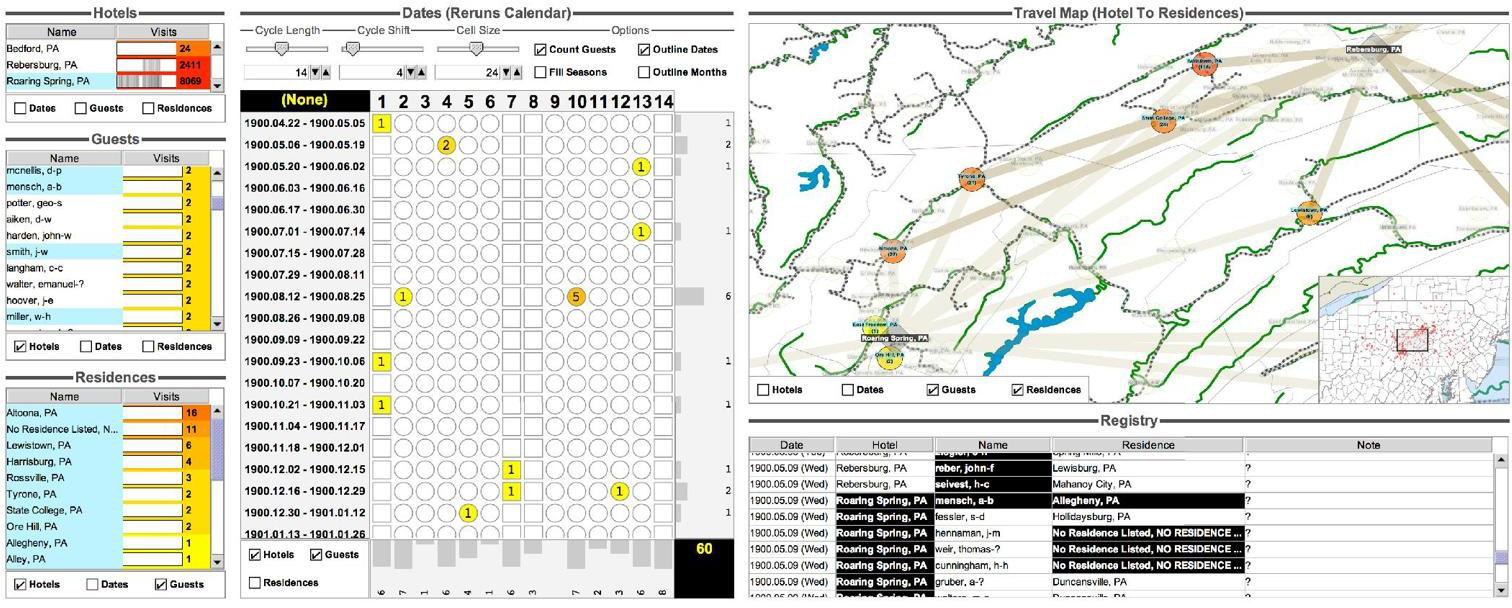 Hotels
Name Visits
Bedford, PA 24
Rebersburg, PA 2411
Roaring Spring, PA 8069
Dates Guests Residences
Guests
Name Visits
mcnellis, d-p 2
mensch, a-b 2
potter, geo-s 2
aiken, d-w 2
harden, john-w 2
smith, j-w 2
langham, c-c 2
walter, emanuel-? 2
hoover, j-e 2
miller, w-h 2
Hotels Dates Residences
Residences
Name Visits
Altoona, PA 16
No Residence Listed, N... 11
Lewistown, PA 6
Harrisburg, PA 4
Rossville, PA 3
Tyrone, PA 2
State College, PA 2
Ore Hill, PA 2
Allegheny, PA 1
Alley, PA 1
Hotels Dates Guests
Dates (Reruns Calendar)
Cycle Length Cycle Shift Cell Size Options
Count Guests Outline Dates
14 4 24 Fill Seasons Outline Months
(None) 1 2 3 4 5 6 7 8 9 10 11 12 13 14
1900.04.22 - 1900.05.05 1 1
1900.05.06 - 1900.05.19 2 2
1900.05.20 - 1900.06.02 1 1
1900.06.03 - 1900.06.16
1900.06.17 - 1900.06.30
1900.07.01 - 1900.07.14 1 1
1900.07.15 - 1900.07.28
1900.07.29 - 1900.08.11
1900.08.12 - 1900.08.25 1 5 6
1900.08.26 - 1900.09.08
1900.09.09 - 1900.09.22
1900.09.23 - 1900.10.06 1 1
1900.10.07 - 1900.10.20
1900.10.21 - 1900.11.03 1 1
1900.11.04 - 1900.11.17
1900.11.18 - 1900.12.01
1900.12.02 - 1900.12.15 1 1
1900.12.16 - 1900.12.29 1 1 2
1900.12.30 - 1901.01.12 1 1
1901.01.13 - 1901.01.26
Hotels Guests
60
Residences
6 7 1 6 4 1 6 3 7 2 3 6 8
Travel Map (Hotel To Residences)
Rebersburg, PA
State College, PA
Tyrone, PA
Lewistown, PA
Altoona, PA
East Freedom, PA
Roaring Spring, PA
Ore Hill, PA
Hotels Dates Guests Residences
Registry
Date Hotel Name Residence Note
1900.05.09 (Wed) Rebersburg, PA reber, john-f Lewisburg, PA ?
1900.05.09 (Wed) Rebersburg, PA seivest, h-c Mahanoy City, PA ?
1900.05.09 (Wed) Roaring Spring, PA mensch, a-b Allegheny, PA ?
1900.05.09 (Wed) Roaring Spring, PA fessler, s-d Hollidaysburg, PA ?
1900.05.09 (Wed) Roaring Spring, PA hennaman, j-m No Residence Listed, NO RESIDENCE ... ?
1900.05.09 (Wed) Roaring Spring, PA weir, thomas-? No Residence Listed, NO RESIDENCE ... ?
1900.05.09 (Wed) Roaring Spring, PA cunningham, h-h No Residence Listed, NO RESIDENCE ... ?
1900.05.09 (Wed) Roaring Spring, PA gruber, a-? Duncansville, PA ?